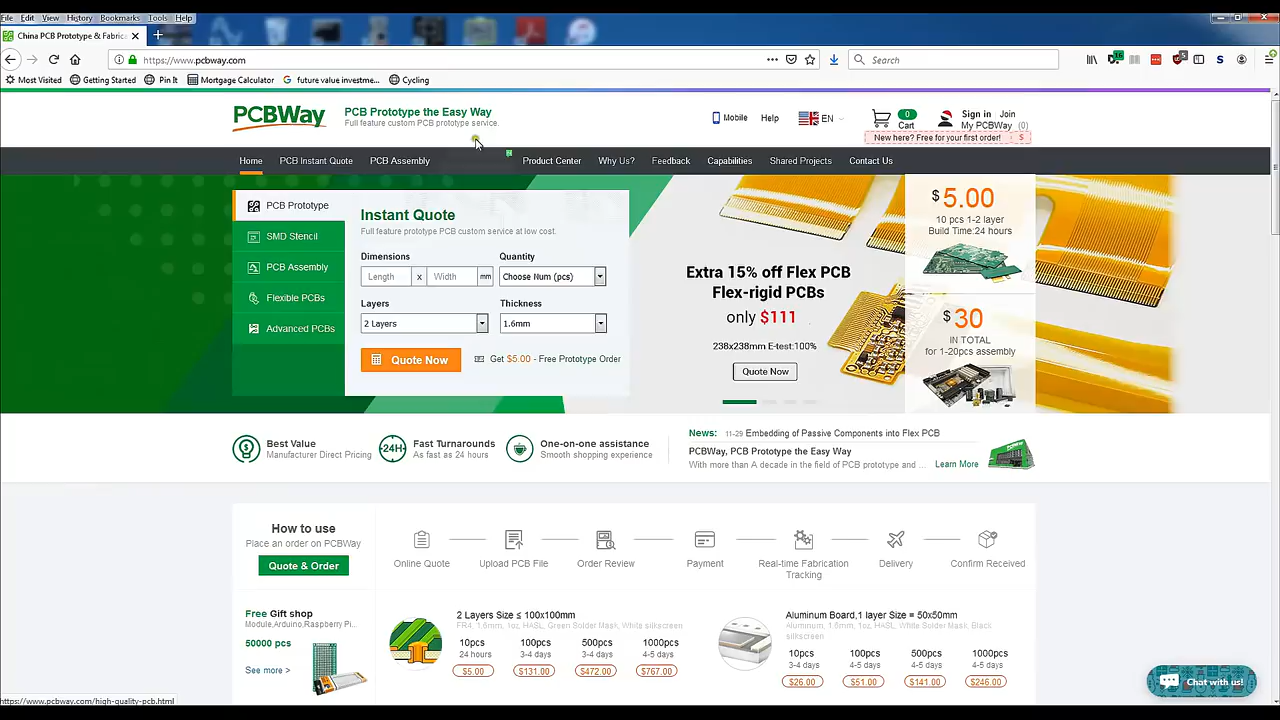 File Edit View History Bookmarks Tools Help
China PCB Prototype & Fabric
https://www.pcbway.com
Search
Most Visited Getting Started Pin It Mortgage Calculator future value investme... Cycling
PCBWay
PCB Prototype the Easy Way
Full feature custom PCB prototype service.
Mobile Help EN 0 Cart Sign in Join
My PCBWay (0)
New here? Free for your first order! $
Home PCB Instant Quote PCB Assembly Product Center Why Us? Feedback Capabilities Shared Projects Contact Us
PCB Prototype
SMD Stencil
PCB Assembly
Flexible PCBs
Advanced PCBs
Instant Quote
Full feature prototype PCB custom service at low cost.
Dimensions Quantity
Length x Width mm Choose Num (pcs)
Layers Thickness
2 Layers 1.6mm
Quote Now Get $5.00 - Free Prototype Order
Extra 15% off Flex PCB
Flex-rigid PCBs
only $111
238x238mm E-test:100%
Quote Now
$5.00
10 pcs 1-2 layer
Build Time:24 hours
$30
IN TOTAL
for 1-20pcs assembly
Best Value
Manufacturer Direct Pricing
24H
Fast Turnarounds
As fast as 24 hours
One-on-one assistance
Smooth shopping experience
News: 11-29 Embedding of Passive Components into Flex PCB
PCBWay, PCB Prototype the Easy Way
With more than A decade in the field of PCB prototype and ... Learn More
How to use
Place an order on PCBWay
Quote & Order
Online Quote Upload PCB File Order Review Payment Real-time Fabrication Tracking Delivery Confirm Received
Free Gift shop
Module,Arduino,Raspberry Pi...
50000 pcs
See more >
2 Layers Size ≤ 100x100mm
FR4, 1.6mm, 1oz, HASL, Green Solder Mask, White silkscreen
10pcs 100pcs 500pcs 1000pcs
24 hours 3-4 days 3-4 days 4-5 days
$5.00 $131.00 $472.00 $767.00
Aluminum Board,1 layer Size = 50x50mm
Aluminum, 1.6mm, 1oz, HASL, White Solder Mask, Black
silkscreen
10pcs 100pcs 500pcs 1000pcs
3-4 days 3-4 days 4-5 days 4-5 days
$26.00 $51.00 $141.00 $246.00
Chat with us!
https://www.pcbway.com/high-quality-pcb.html